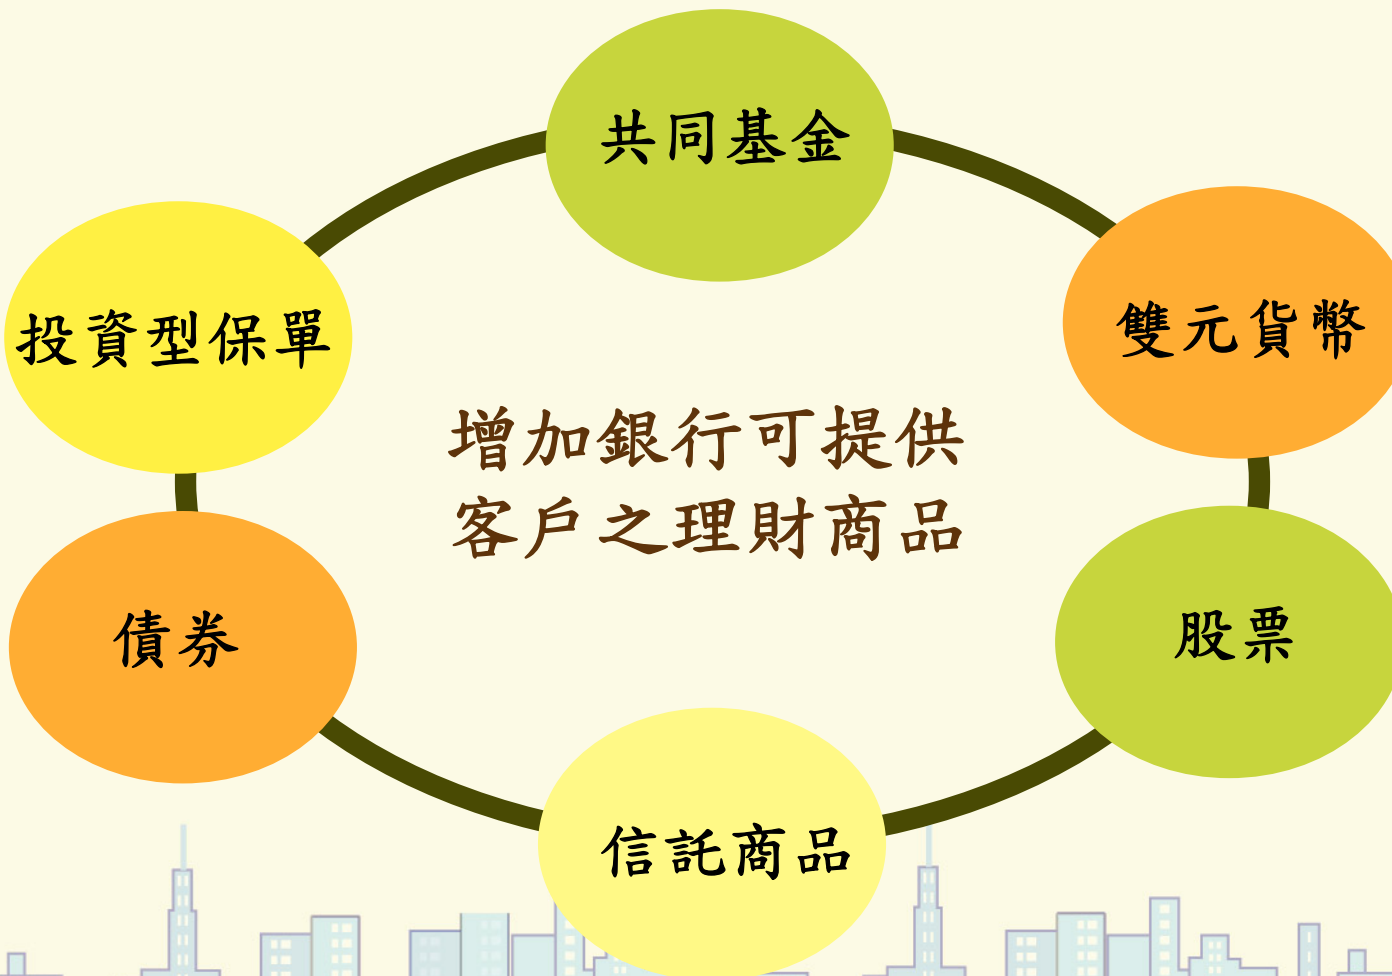 共同基金
投資型保單
雙元貨幣
增加銀行可提供
客戶之理財商品
債券
股票
信託商品